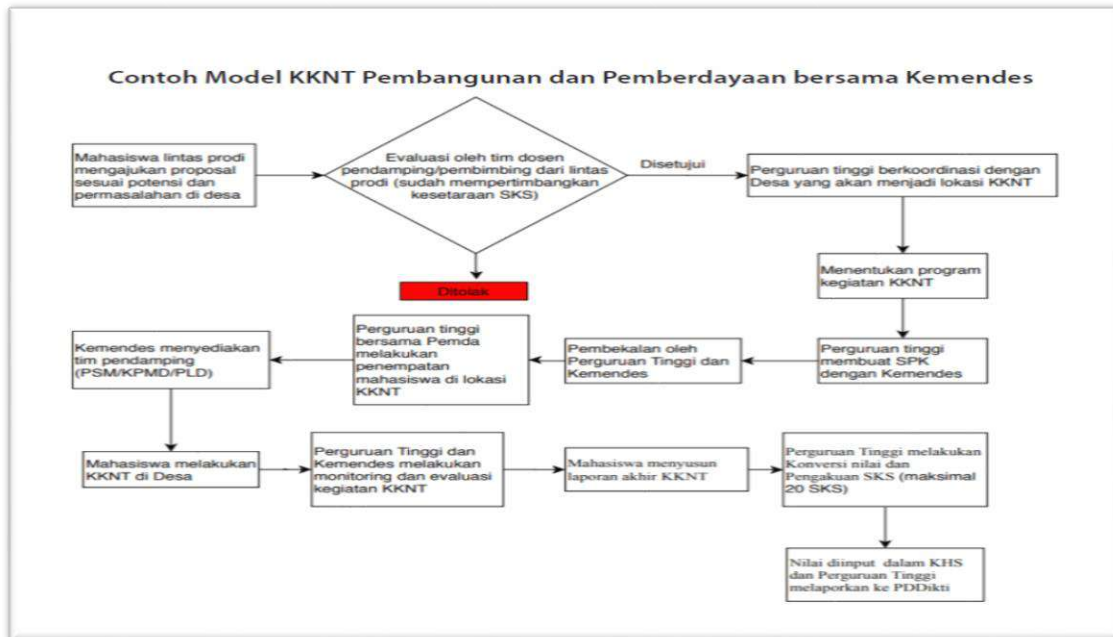 Contoh Model KKNT Pembangunan dan Pemberdayaan bersama Kemendes
Mahasiswa lintas prodi
mengajukan proposal
sesuai potensi dan
permasalahan di desa
Evaluasi oleh tim dosen
pendamping/pembimbing dari lintas
prodi (sudah mempertimbangkan
kesetaraan SKS)
Disetujui
Perguruan tinggi berkoordinasi dengan
Desa yang akan menjadi lokasi KKNT
Ditolak
Menentukan program
kegiatan KKNT
Perguruan tinggi
membuat SPK
dengan Kemendes
Pembekalan oleh
Perguruan Tinggi dan
Kemendes
Perguruan tinggi
bersama Pemda
melakukan
penempatan
mahasiswa di lokasi
KKNT
Kemendes menyediakan
tim pendamping
(PSM/KPMD/PLD)
Mahasiswa melakukan
KKNT di Desa
Perguruan Tinggi dan
Kemendes melakukan
monitoring dan evaluasi
kegiatan KKNT
Mahasiswa menyusun
laporan akhir KKNT
Perguruan Tinggi melakukan
Konversi nilai dan
Pengakuan SKS (maksimal
20 SKS)
Nilai diinput dalam KHS
dan Perguruan Tinggi
melaporkan ke PDDikti